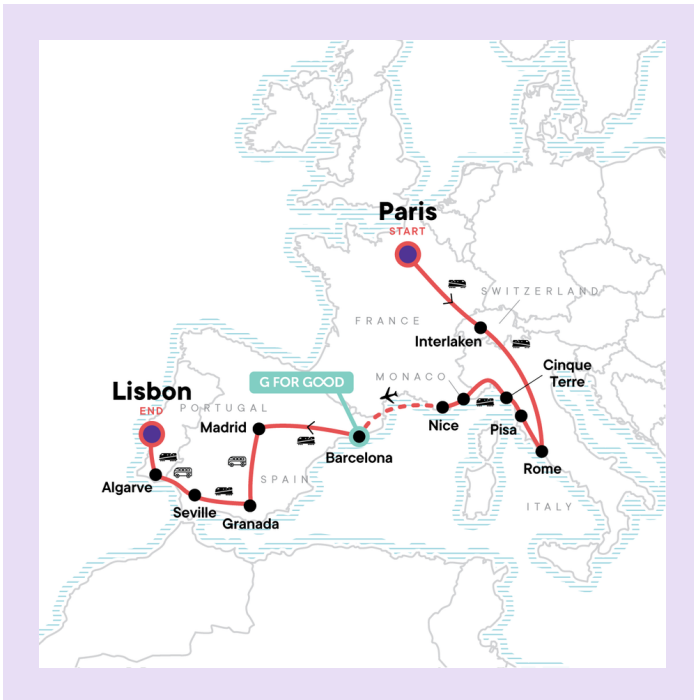 Paris
START
SWITZERLAND
FRANCE
Interlaken
Cinque
Terre
MONACO
G FOR GOOD
Lisbon
END
PORTUGAL
Madrid
Nice
Pisa
Barcelona
Rome
SPAIN
Algarve
Seville
Granada
ITALY